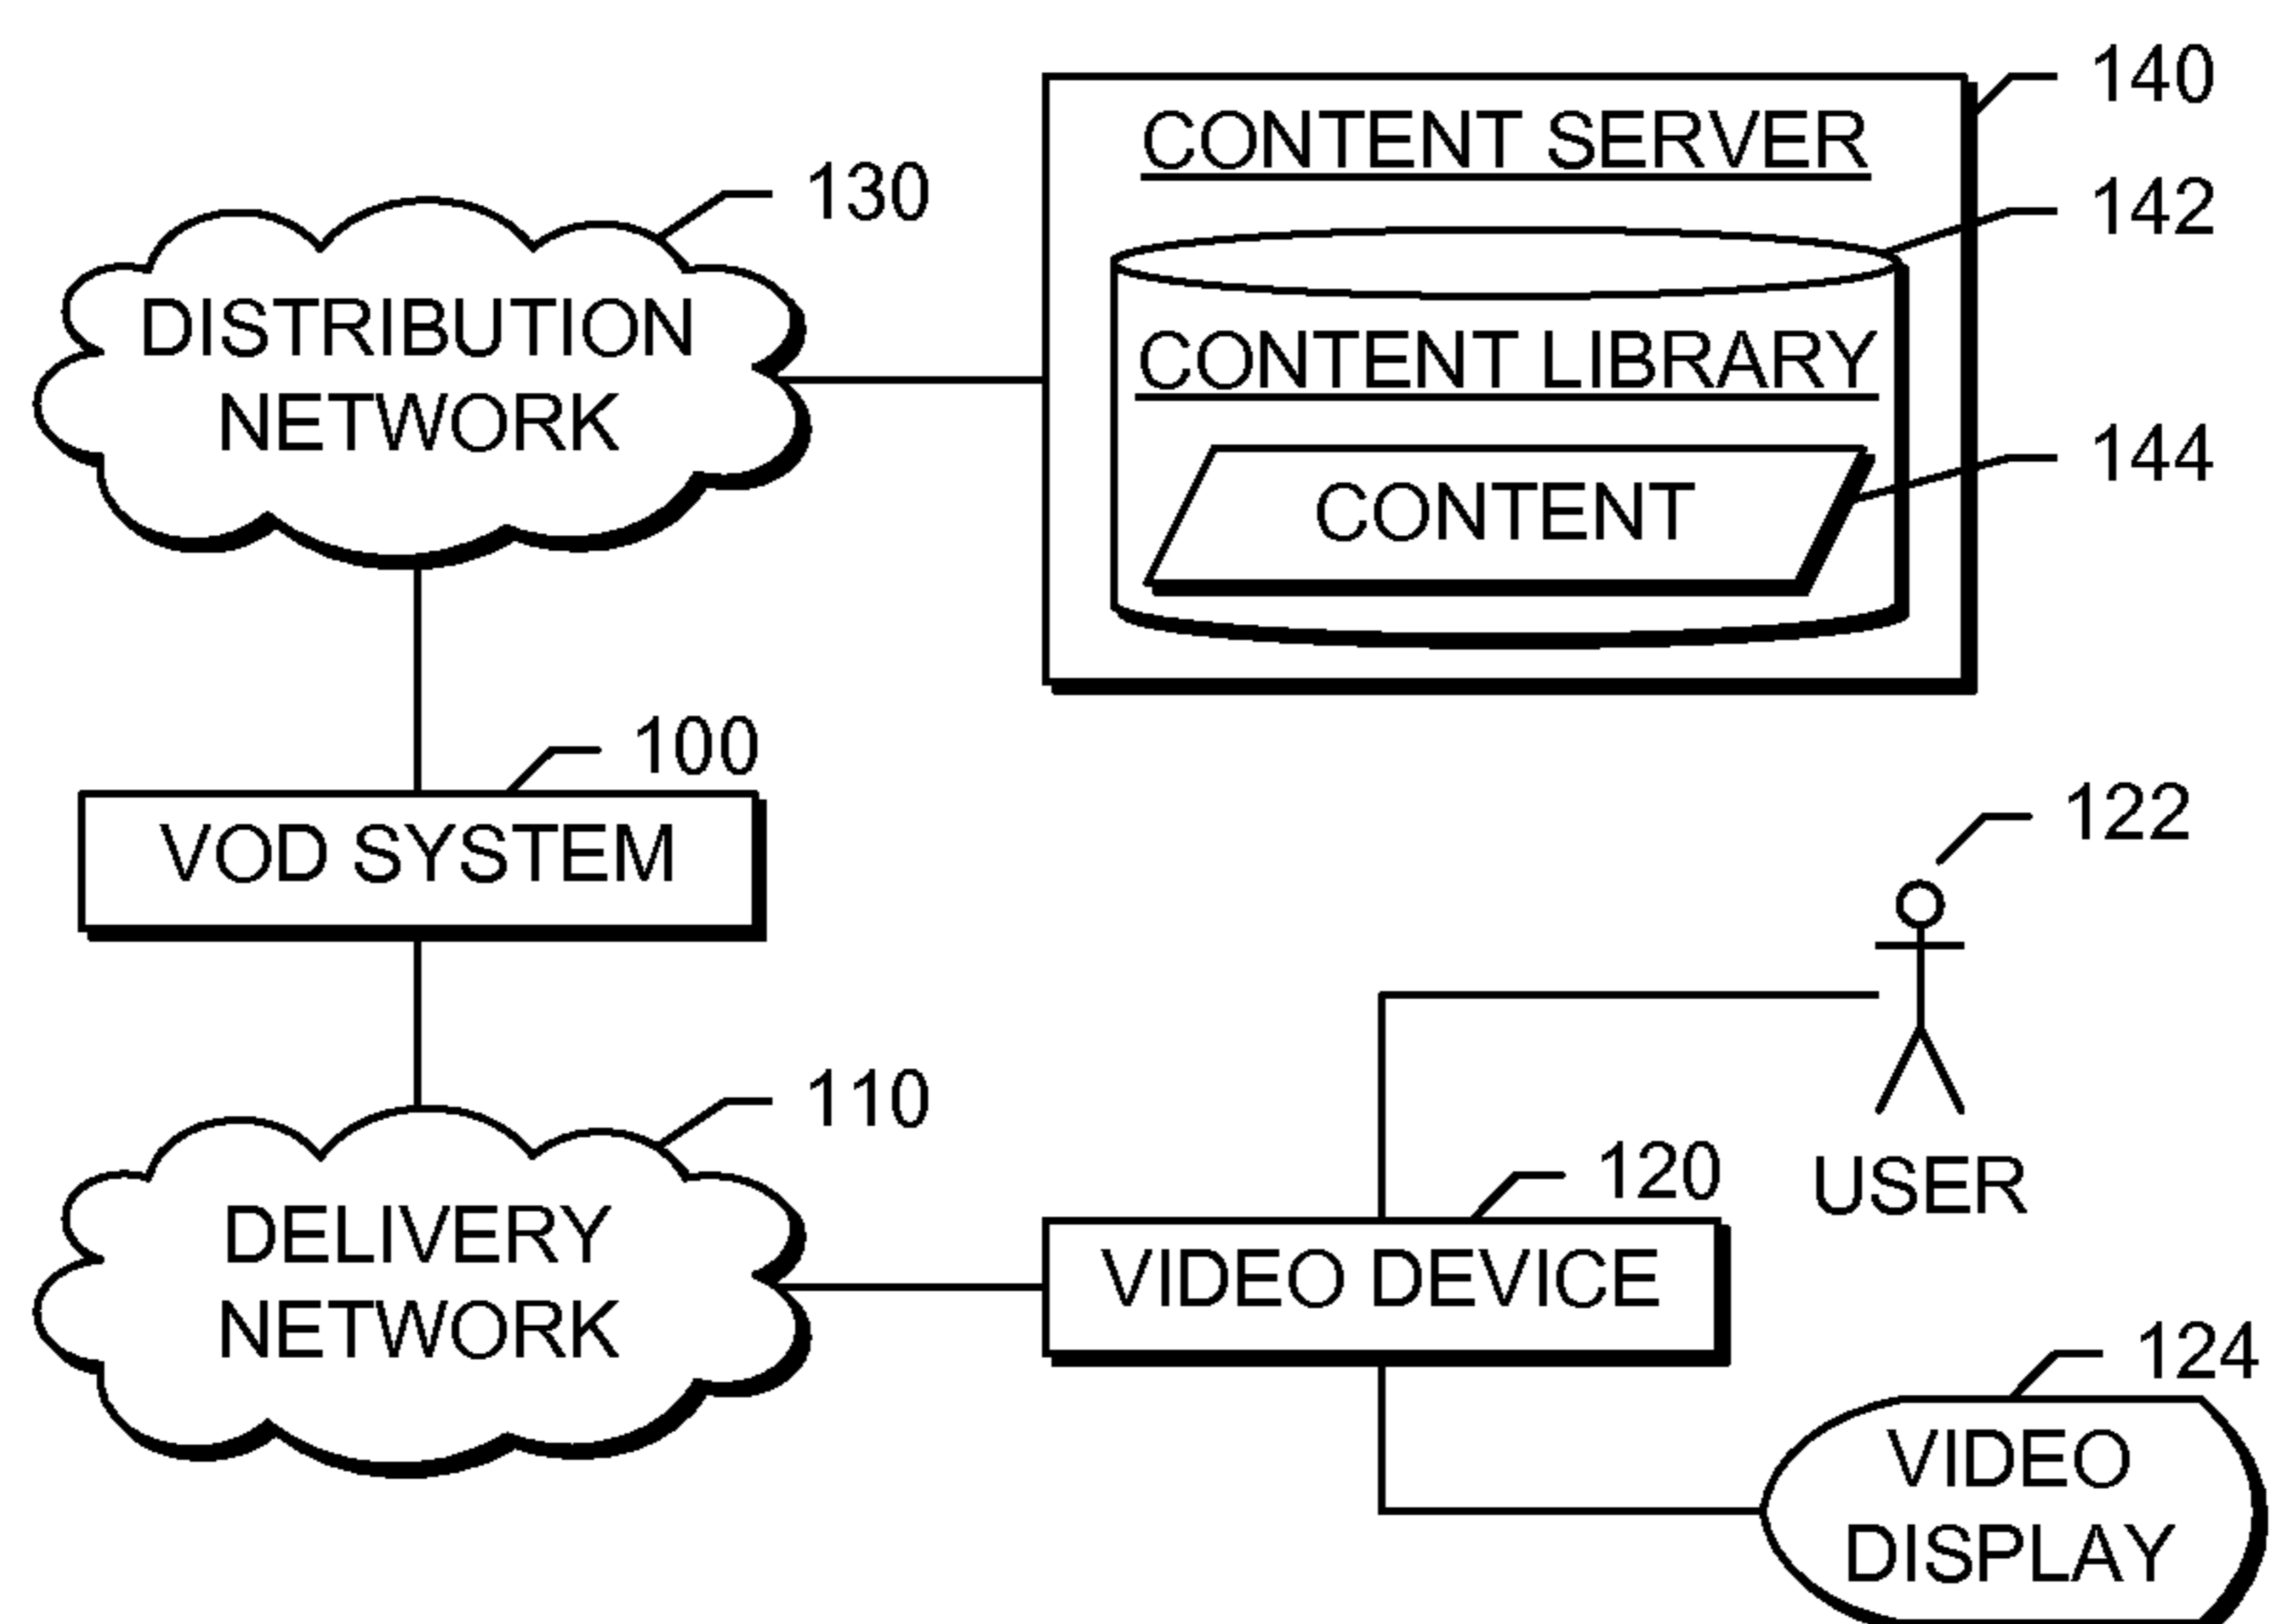 140
CONTENT SERVER
130
142
DISTRIBUTION
NETWORK
CONTENT LIBRARY
144
CONTENT
100
VOD SYSTEM
122
USER
110
DELIVERY
NETWORK
120
VIDEO DEVICE
124
VIDEO
DISPLAY